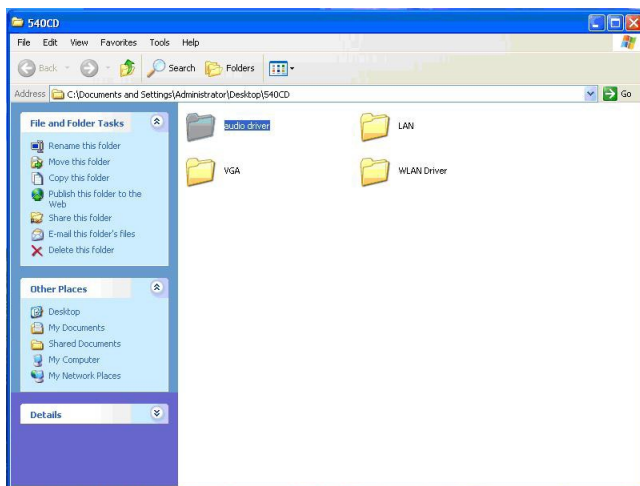 540CD
File Edit View Favorites Tools Help
Back Search Folders
Address C:\Documents and Settings\Administrator\Desktop\540CD Go
File and Folder Tasks
Rename this folder
Move this folder
Copy this folder
Publish this folder to the
Web
Share this folder
E-mail this folder's files
Delete this folder
Other Places
Desktop
My Documents
Shared Documents
My Computer
My Network Places
Details
audio driver
LAN
VGA
WLAN Driver